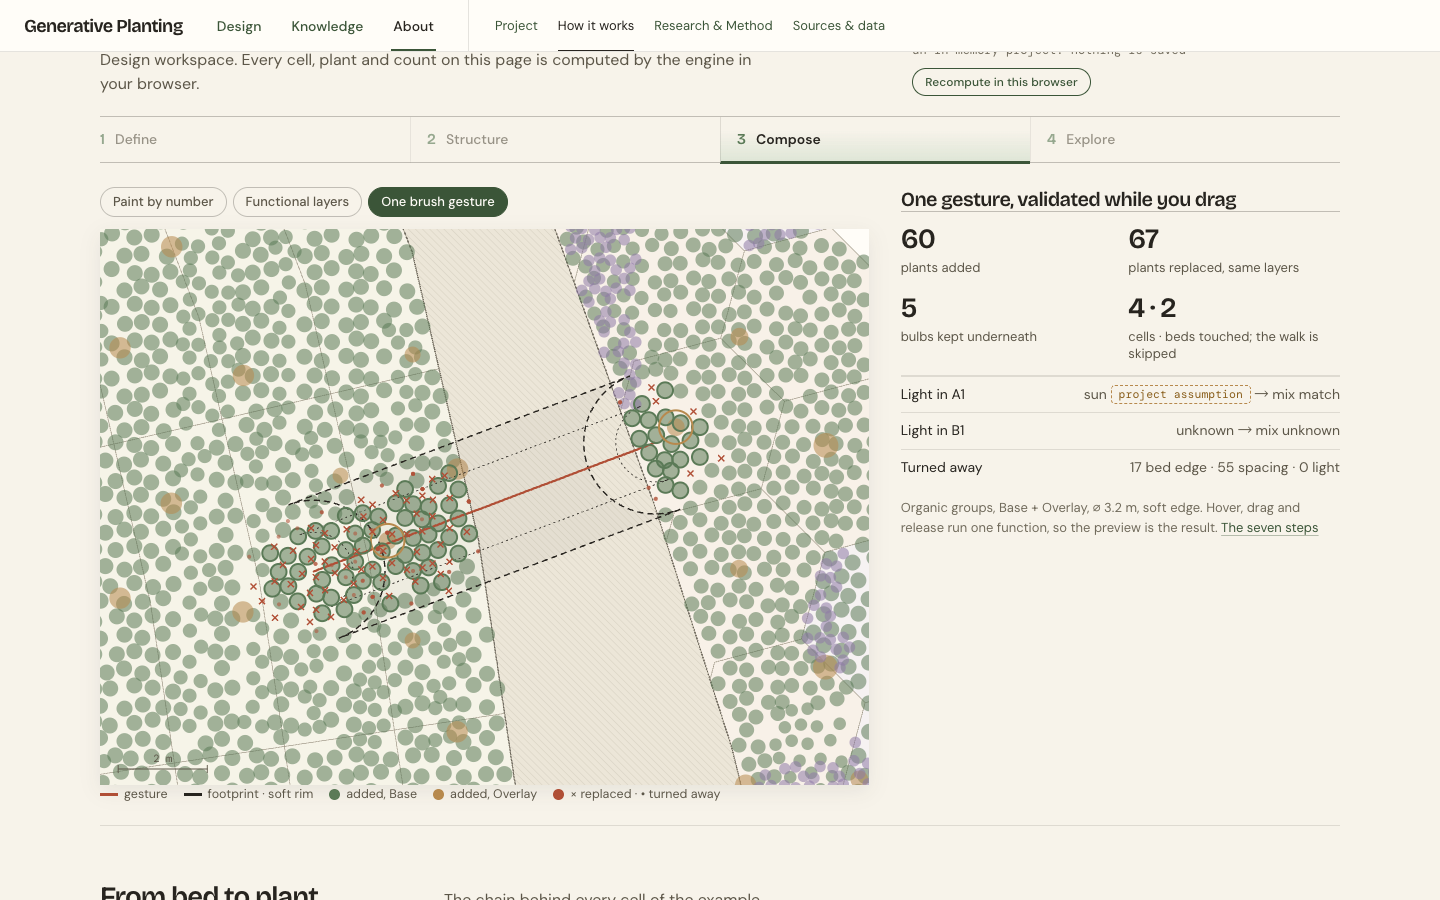 Generative Planting
Design
Knowledge
About
Project
How it works
Research & Method
Sources & data
Design workspace. Every cell, plant and count on this page is computed by the engine in
your browser.
Recompute in this browser
1 Define
2 Structure
3 Compose
4 Explore
Paint by number
Functional layers
One brush gesture
2 m
gesture
footprint · soft rim
added, Base
added, Overlay
× replaced · • turned away
One gesture, validated while you drag
60
plants added
67
plants replaced, same layers
5
bulbs kept underneath
4 · 2
cells · beds touched; the walk is
skipped
Light in A1
sun project assumption → mix match
Light in B1
unknown → mix unknown
Turned away
17 bed edge · 55 spacing · 0 light
Organic groups, Base + Overlay, ⌀ 3.2 m, soft edge. Hover, drag and
release run one function, so the preview is the result. The seven steps
From bed to plant
The chain behind every cell of the example